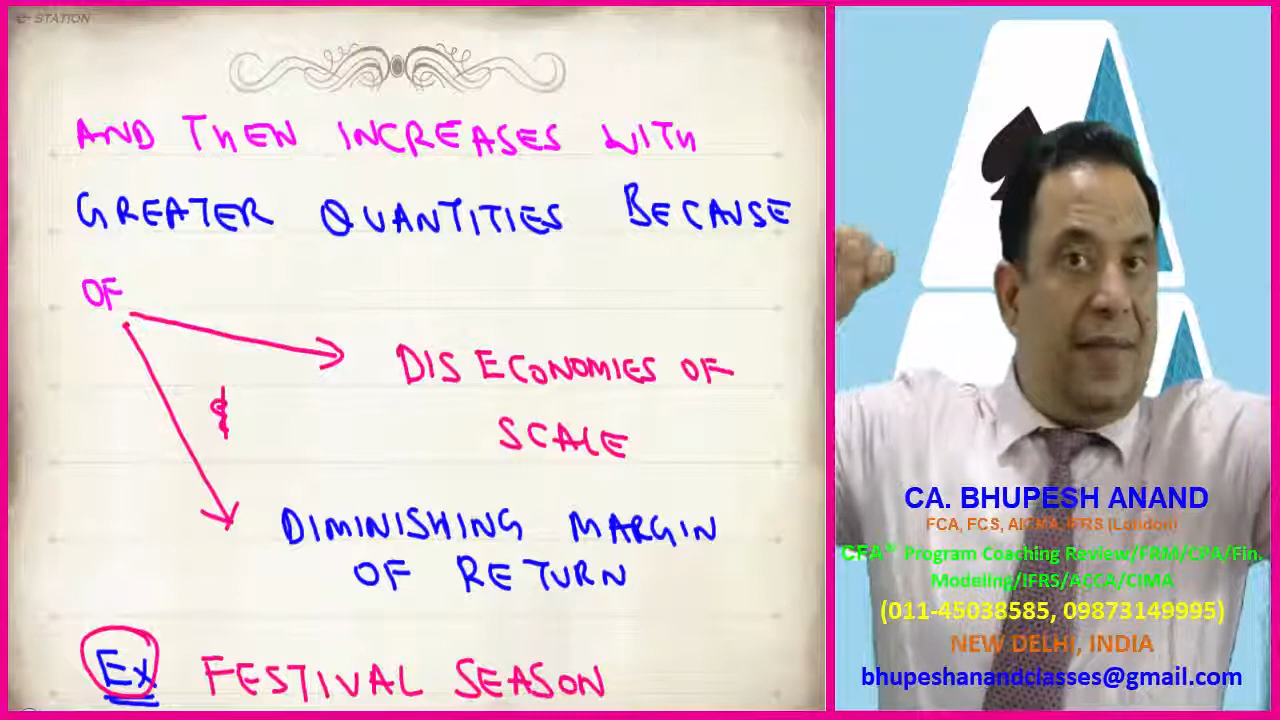 e-STATION
AND THEN INCREASES WITH
GREATER QUANTITIES BECAUSE
OF
DIS ECONOMIES OF
SCALE
&
DIMINISHING MARGIN
OF RETURN
Ex FESTIVAL SEASON
CA. BHUPESH ANAND
FCA, FCS, AICMA, IFRS (London)
CFA® Program Coaching Review/FRM/CPA/Fin.
Modeling/IFRS/ACCA/CIMA
(011-45038585, 09873149995)
NEW DELHI, INDIA
bhupeshanandclasses@gmail.com